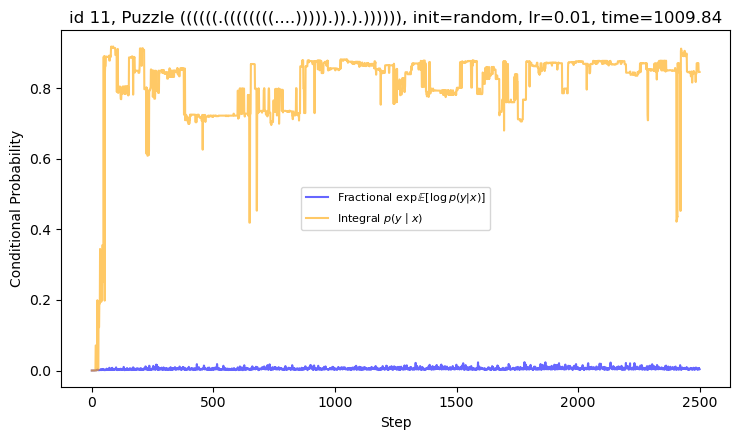 id 11, Puzzle ((((((.((((((((....))))).)).).)))))), init=random, lr=0.01, time=1009.84
Conditional Probability
0.8
0.6
0.4
0.2
0.0
Fractional exp𝔼[log p(y|x)]
Integral p(y | x)
0
500
1000
1500
2000
2500
Step